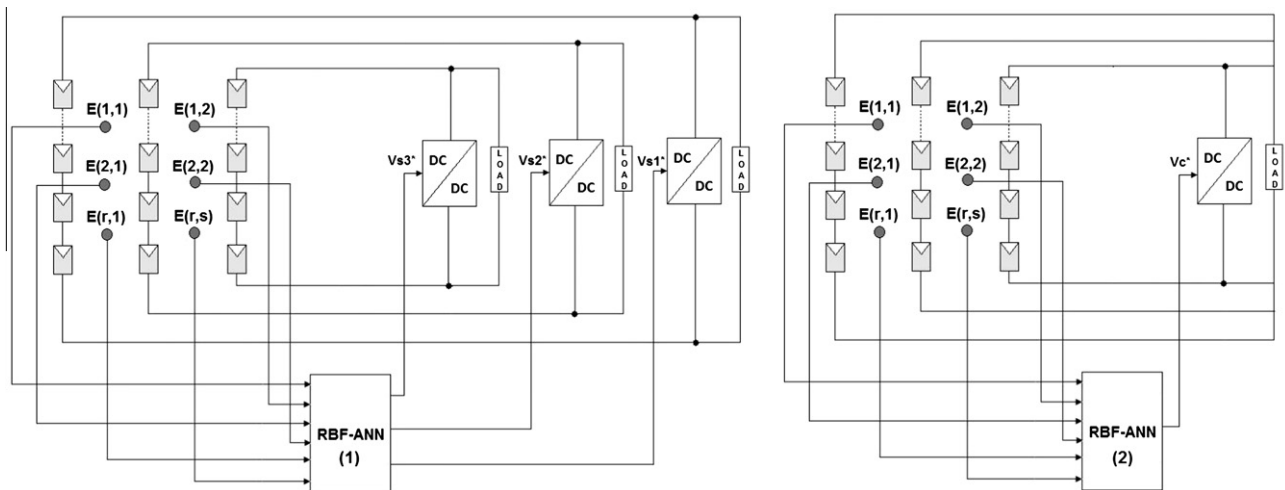 E(1,1) E(1,2)
E(2,1) E(2,2)
E(r,1) E(r,s)
Vs3*
DC
DC
LOAD
Vs2*
DC
DC
LOAD
Vs1*
DC
DC
LOAD
RBF-ANN
(1)
E(1,1) E(1,2)
E(2,1) E(2,2)
E(r,1) E(r,s)
Vc*
DC
DC
LOAD
RBF-ANN
(2)